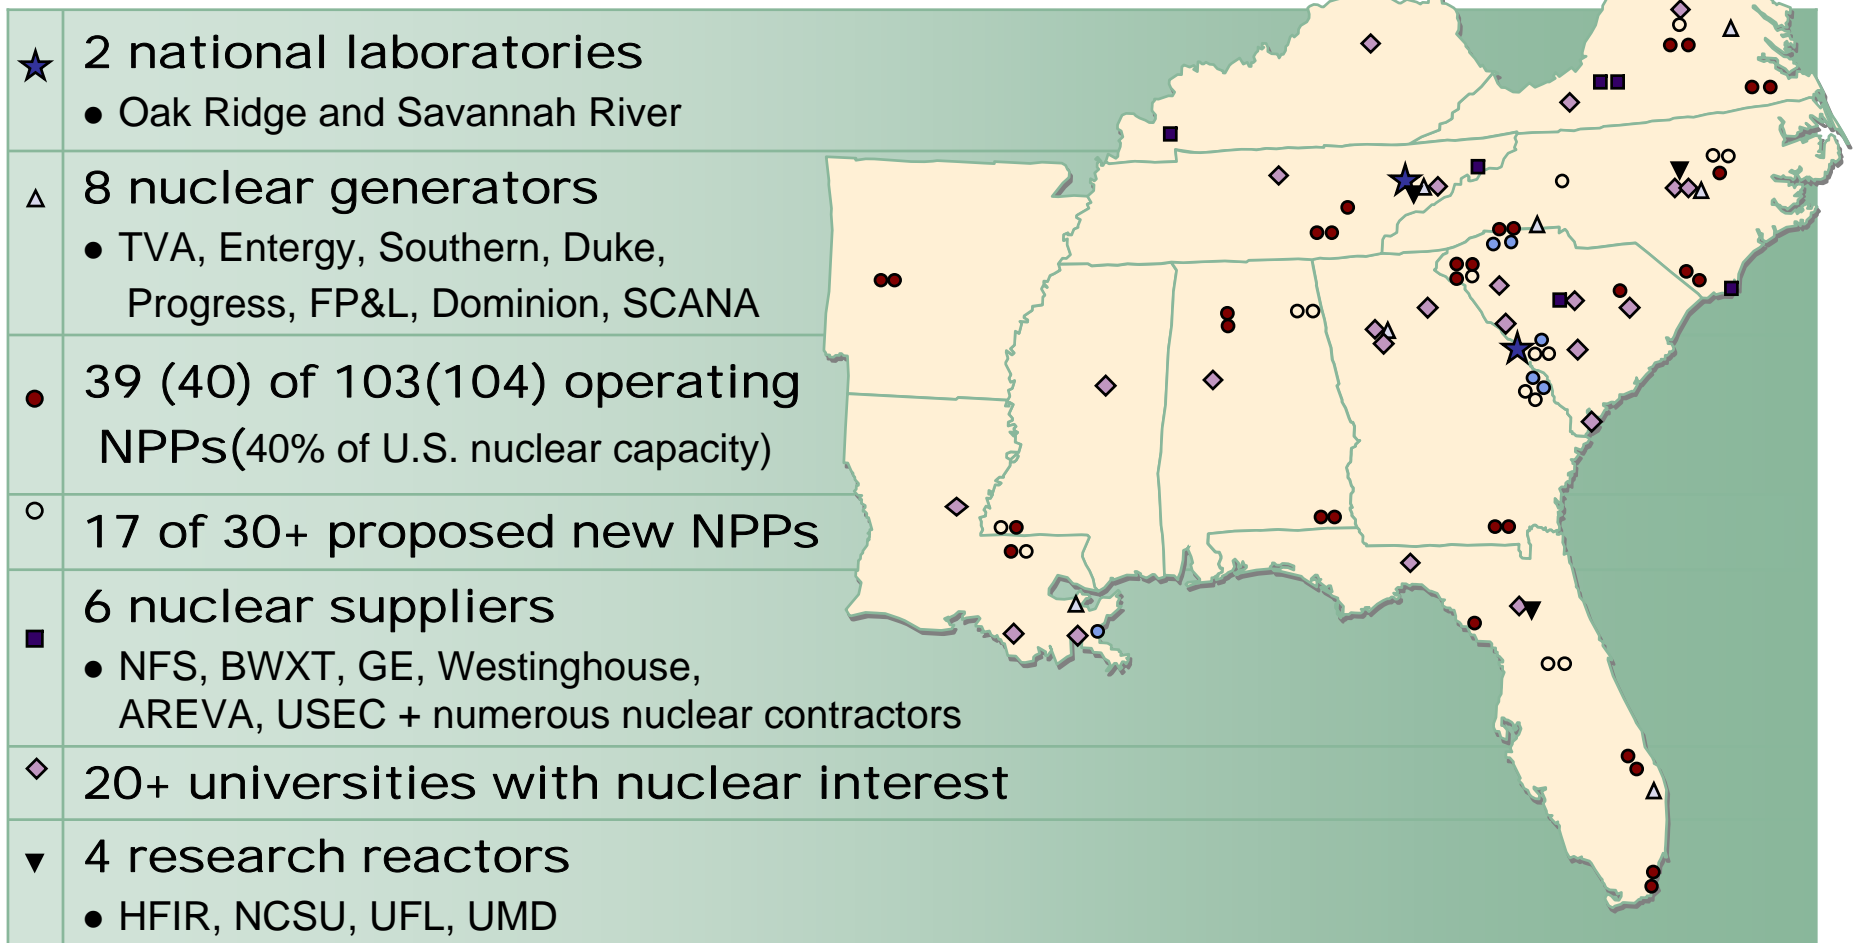 2 national laboratories
● Oak Ridge and Savannah River
8 nuclear generators
● TVA, Entergy, Southern, Duke,
Progress, FP&L, Dominion, SCANA
39 (40) of 103(104) operating
NPPs(40% of U.S. nuclear capacity)
17 of 30+ proposed new NPPs
6 nuclear suppliers
● NFS, BWXT, GE, Westinghouse,
AREVA, USEC + numerous nuclear contractors
20+ universities with nuclear interest
4 research reactors
● HFIR, NCSU, UFL, UMD